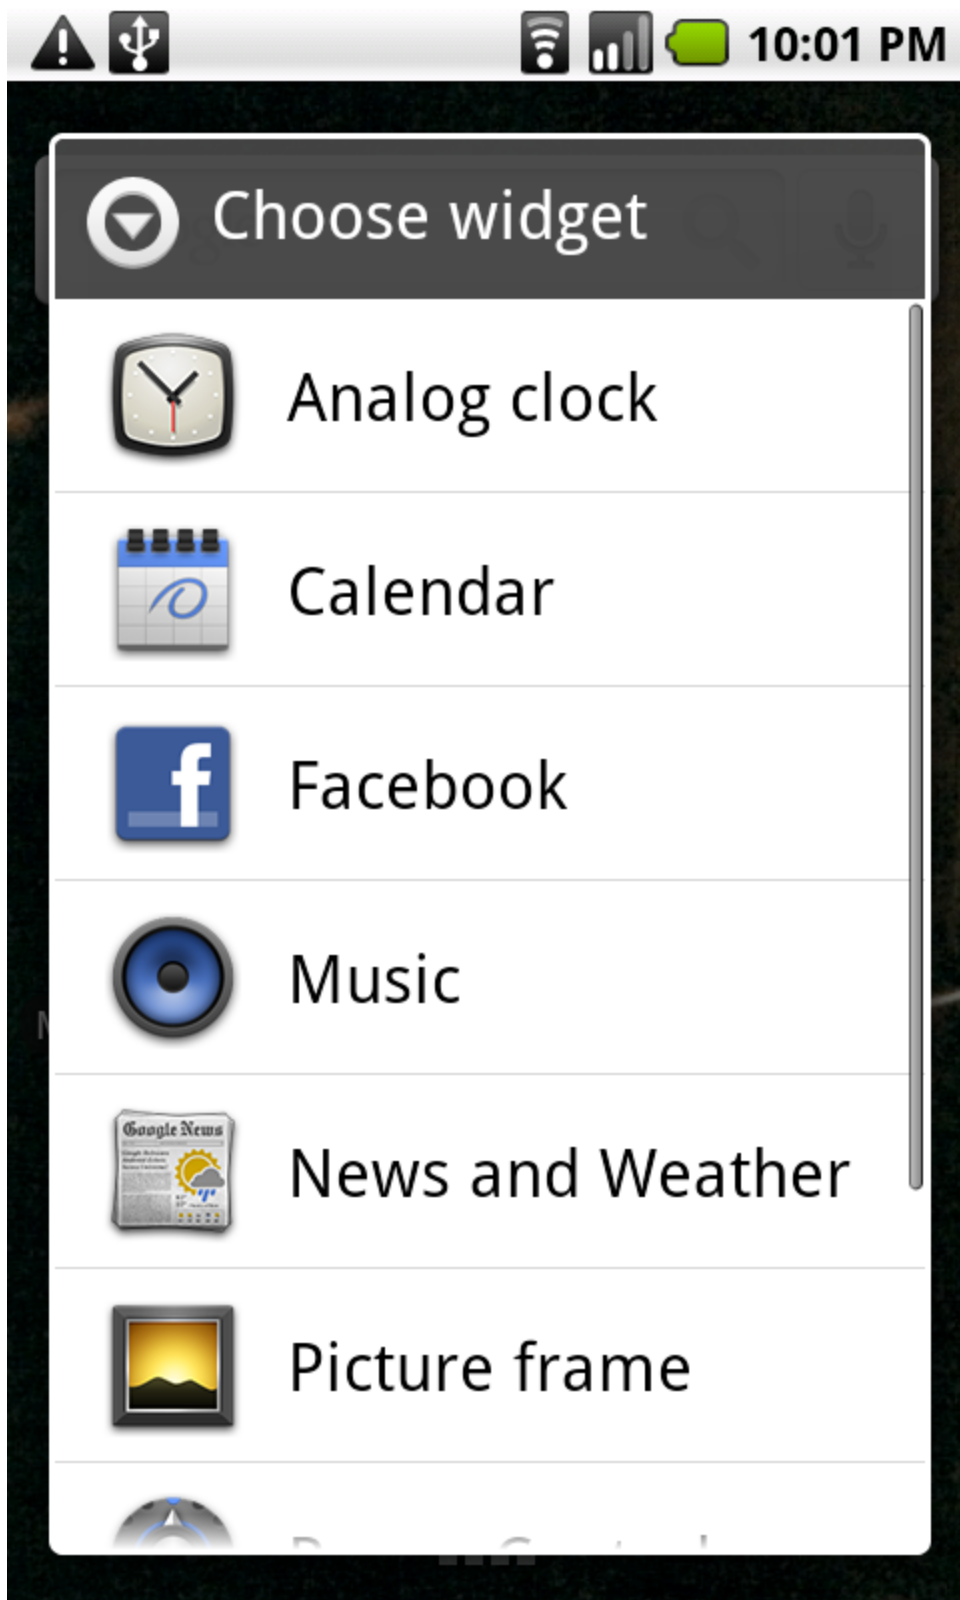 10:01 PM
Choose widget
Analog clock
Calendar
Facebook
Music
Google News
News and Weather
Picture frame